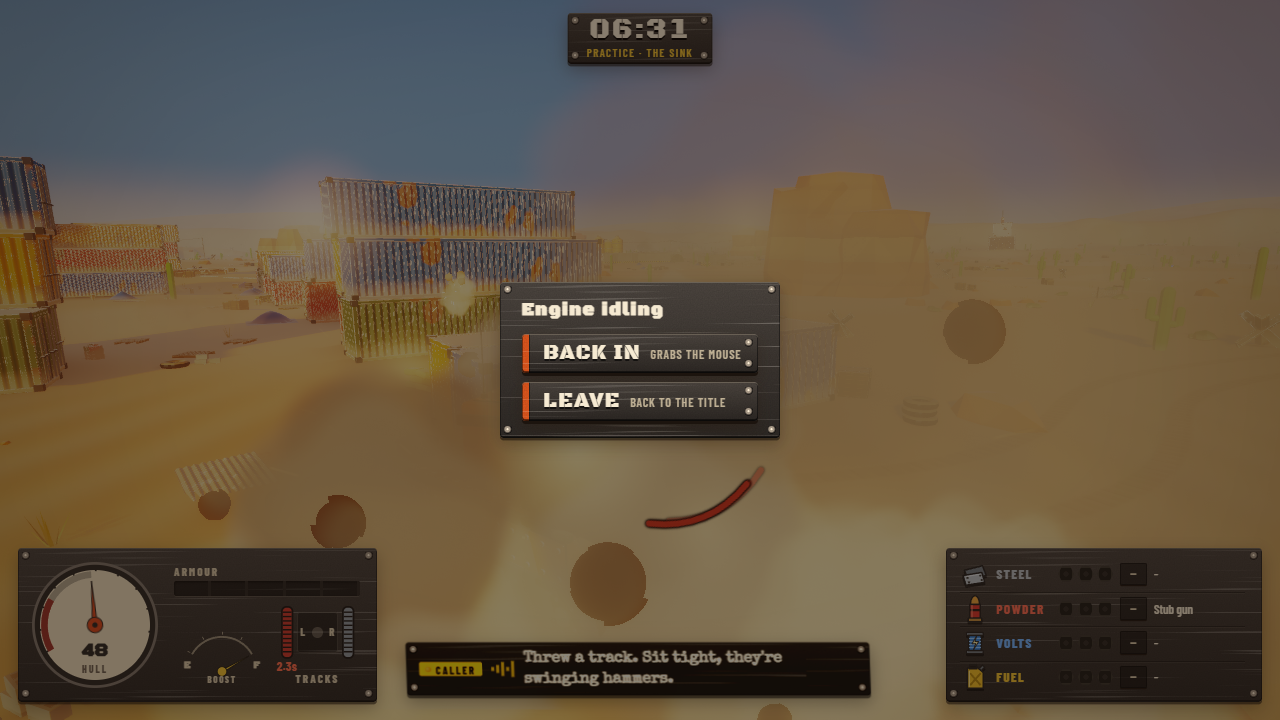 06:31
PRACTICE - THE SINK
Engine idling
BACK IN GRABS THE MOUSE
LEAVE BACK TO THE TITLE
ARMOUR
48
HULL
E F
BOOST
L R
2.3s
TRACKS
CALLER
Threw a track. Sit tight, they're
swinging hammers.
STEEL - -
POWDER - Stub gun
VOLTS - -
FUEL - -